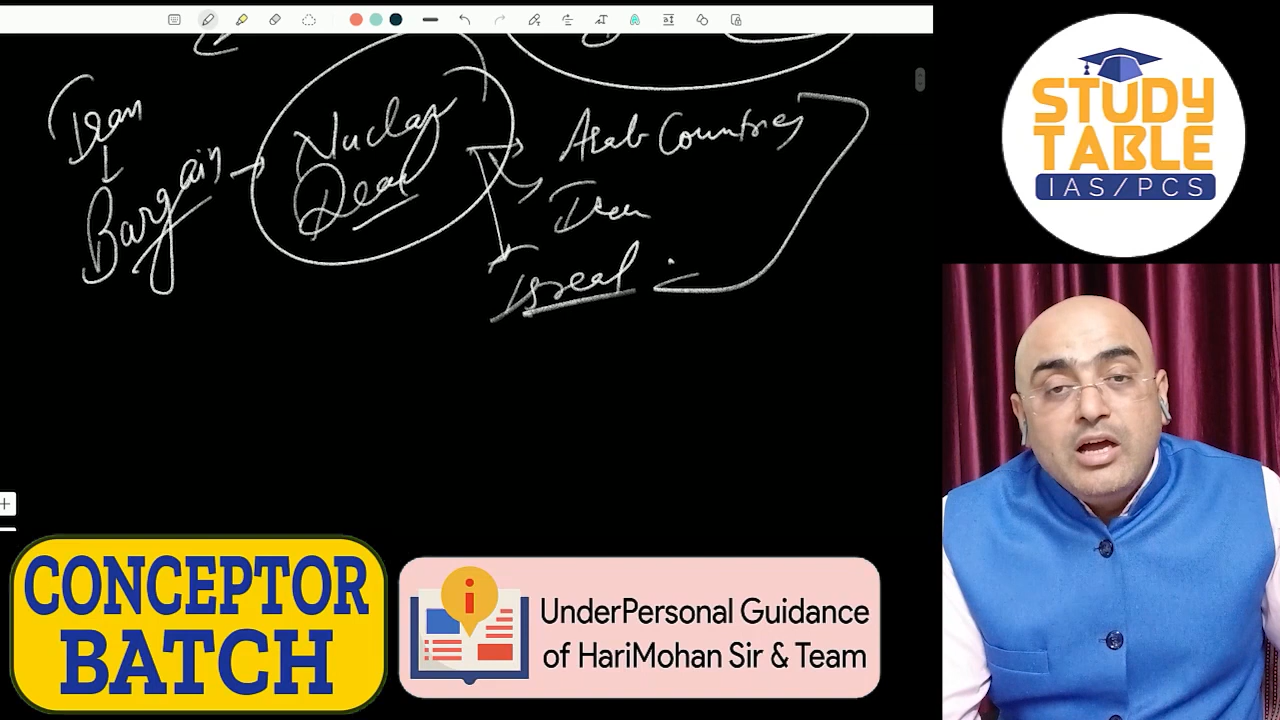 Iran
Bargain
Nuclear
Deal
Arab Countries
Iran
Isreal
STUDY
TABLE
IAS/PCS
CONCEPTOR
BATCH
UnderPersonal Guidance
of HariMohan Sir & Team